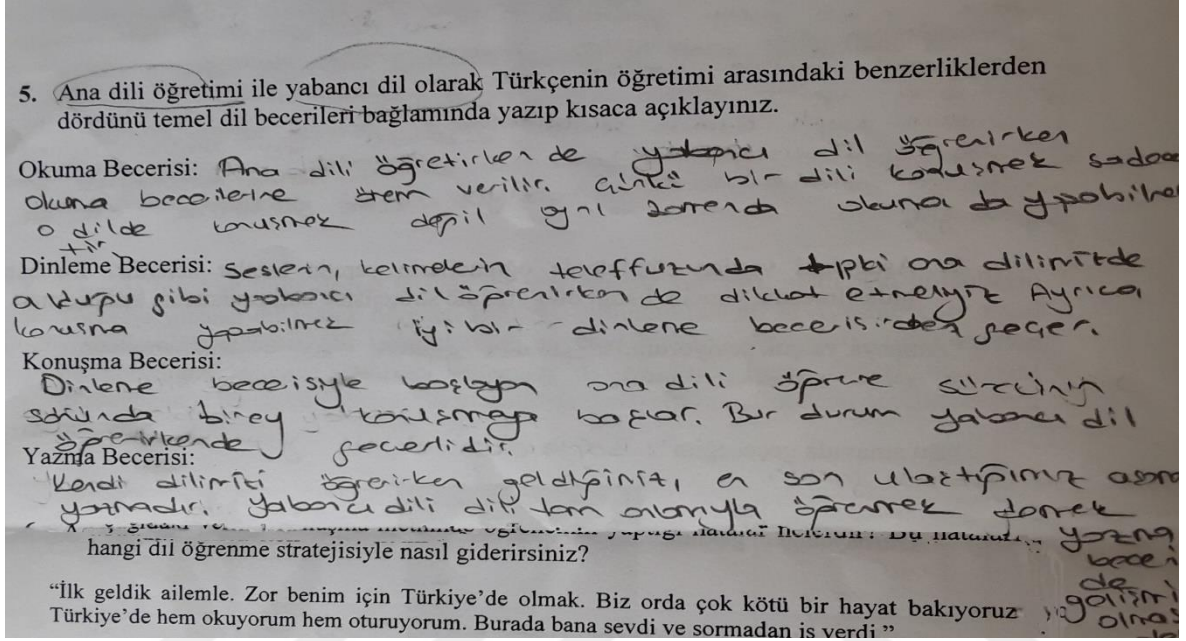 5. Ana dili öğretimi ile yabancı dil olarak Türkçenin öğretimi arasındaki benzerliklerden
dördünü temel dil becerileri bağlamında yazıp kısaca açıklayınız.
Okuma Becerisi: Ana dili öğretirken de yabancı dil öğrenirken
okuma becerilerine önem verilir. Çünkü bir dili konuşmak sadece
o dilde konuşmak değil aynı zamanda okuma da yapabilmek
tir
Dinleme Becerisi: Seslerin, kelimelerin teleffuzunda tıpkı ana dilimizde
olduğu gibi yabancı dil öğrenirken de dikkat etmeliyiz Ayrıca
konuşma yapabilmek iyi bir dinleme becerisinden geçer.
Konuşma Becerisi:
Dinleme becerisiyle başlayan ana dili öğrenme sürecinin
sonunda birey konuşmaya başlar. Bu durum yabancı dil
öğrenirkende geçerlidir.
Yazma Becerisi:
Kendi dilimizi öğrenirken geldiğimiz, en son ulaştığımız aşama
yazmadır. Yabancı dili tam anlamıyla öğrenmek demek
yazma
beceri
de
gelişmi
olması
hangi dil öğrenme stratejisiyle nasıl giderirsiniz?
“İlk geldik ailemle. Zor benim için Türkiye’de olmak. Biz orda çok kötü bir hayat bakıyoruz
Türkiye’de hem okuyorum hem oturuyorum. Burada bana sevdi ve sormadan iş verdi.”